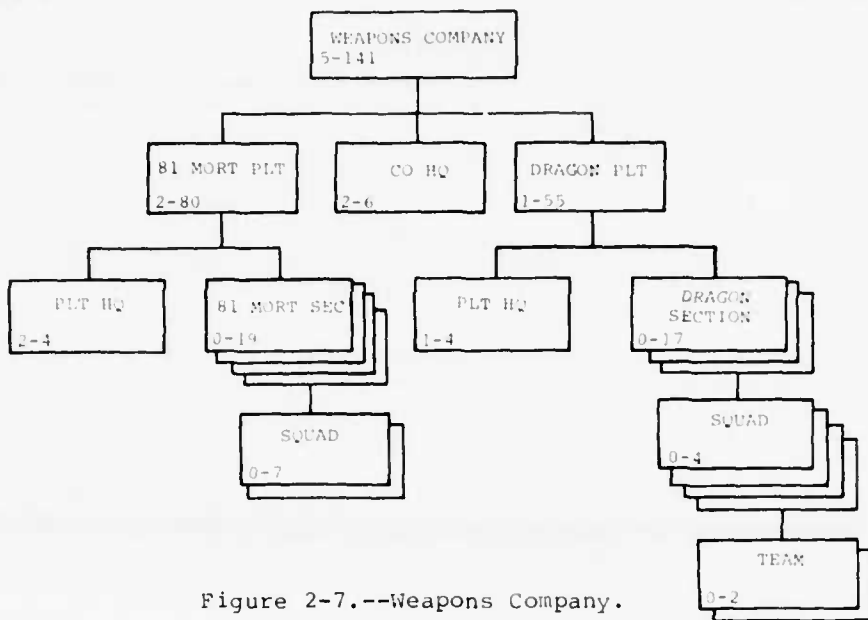 WEAPONS COMPANY
5-141
81 MORT PLT
2-80
CO HQ
2-6
DRAGON PLT
1-55
PLT HQ
2-4
81 MORT SEC
0-19
PLT HQ
1-4
DRAGON
SECTION
0-17
SQUAD
0-7
SQUAD
0-4
TEAM
0-2
Figure 2-7.--Weapons Company.